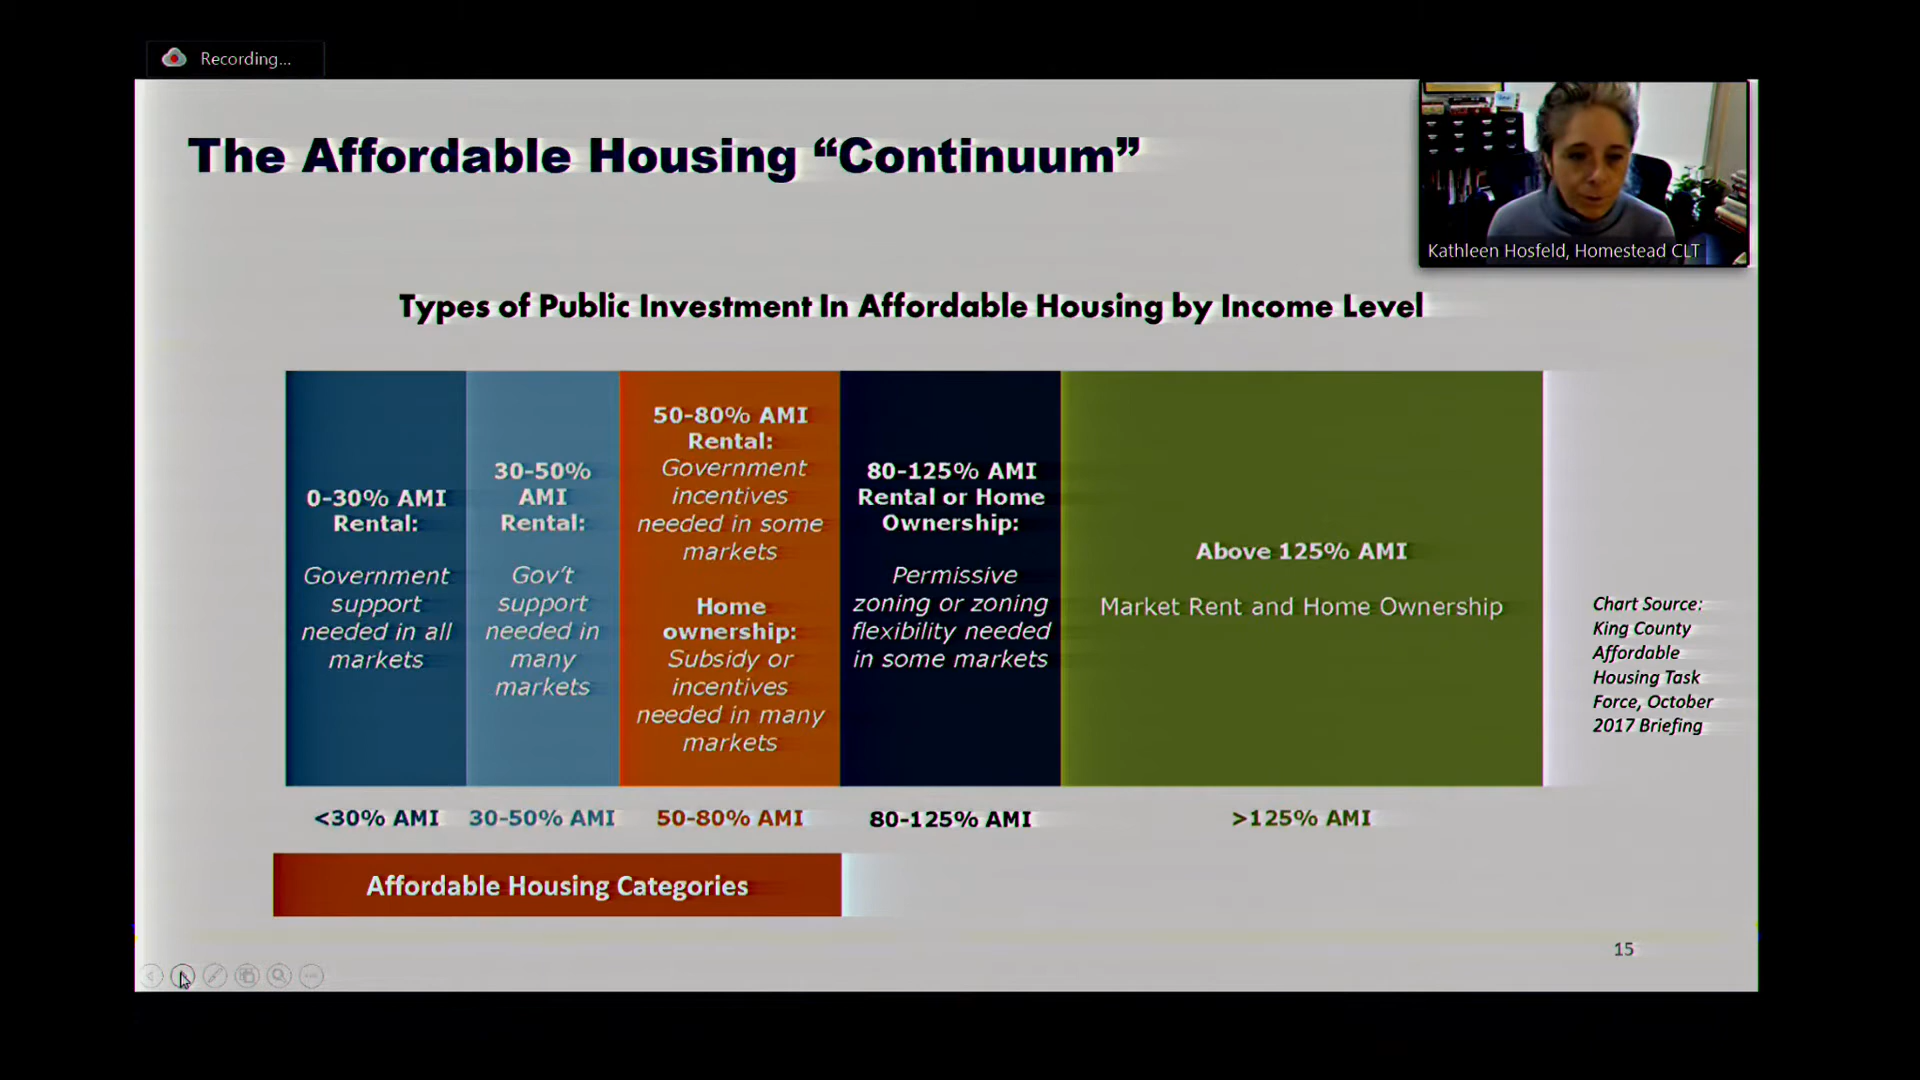 Recording...
The Affordable Housing “Continuum”
Kathleen Hosfeld, Homestead CLT
Types of Public Investment In Affordable Housing by Income Level
0-30% AMI
Rental:
Government
support
needed in all
markets
30-50%
AMI
Rental:
Gov’t
support
needed in
many
markets
50-80% AMI
Rental:
Government
incentives
needed in some
markets
Home
ownership:
Subsidy or
incentives
needed in many
markets
80-125% AMI
Rental or Home
Ownership:
Permissive
zoning or zoning
flexibility needed
in some markets
Above 125% AMI
Market Rent and Home Ownership
Chart Source:
King County
Affordable
Housing Task
Force, October
2017 Briefing
<30% AMI
30-50% AMI
50-80% AMI
80-125% AMI
>125% AMI
Affordable Housing Categories
15